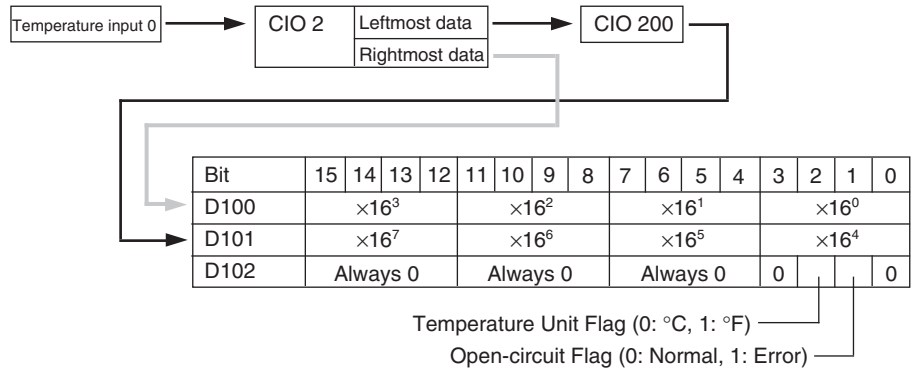 Temperature input 0 CIO 2 Leftmost data CIO 200
Rightmost data
Bit 15 14 13 12 11 10 9 8 7 6 5 4 3 2 1 0
D100 ×16³ ×16² ×16¹ ×16⁰
D101 ×16⁷ ×16⁶ ×16⁵ ×16⁴
D102 Always 0 Always 0 Always 0 0 0
Temperature Unit Flag (0: °C, 1: °F)
Open-circuit Flag (0: Normal, 1: Error)